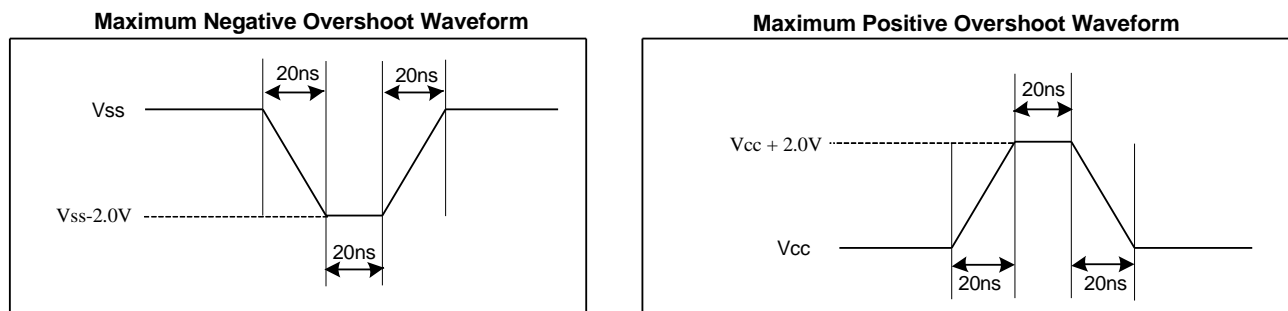 Maximum Negative Overshoot Waveform
20ns 20ns
Vss
Vss-2.0V
20ns
Maximum Positive Overshoot Waveform
20ns
Vcc + 2.0V
Vcc
20ns 20ns